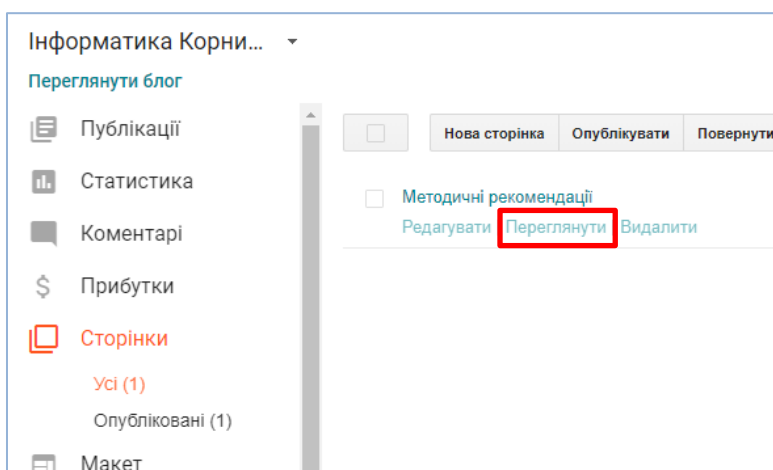 Інформатика Корни...
Переглянути блог
Публікації
Статистика
Коментарі
Прибутки
Сторінки
Усі (1)
Опубліковані (1)
Макет
Нова сторінка Опублікувати Повернути
Методичні рекомендації
Редагувати Переглянути Видалити